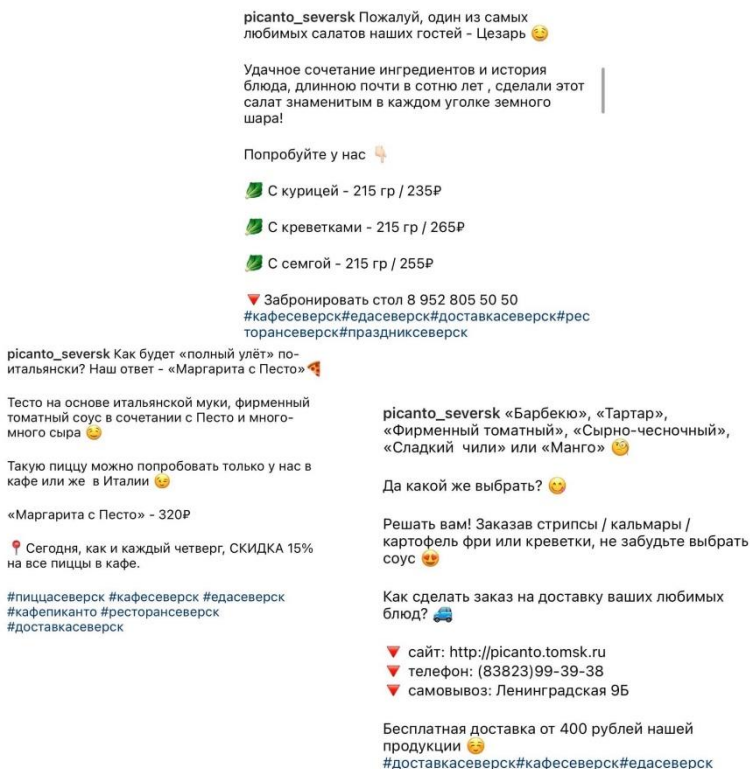 picanto_seversk Пожалуй, один из самых
любимых салатов наших гостей - Цезарь 😋
Удачное сочетание ингредиентов и история
блюда, длинною почти в сотню лет , сделали этот
салат знаменитым в каждом уголке земного
шара!
Попробуйте у нас 👇🏻
🥬 С курицей - 215 гр / 235₽
🥬 С креветками - 215 гр / 265₽
🥬 С семгой - 215 гр / 255₽
🔻Забронировать стол 8 952 805 50 50
#кафесеверск#едасеверск#доставкасеверск#рес
торансеверск#праздниксеверск
picanto_seversk Как будет «полный улёт» по-
итальянски? Наш ответ - «Маргарита с Песто»🍕
Тесто на основе итальянской муки, фирменный
томатный соус в сочетании с Песто и много-
много сыра 😋
Такую пиццу можно попробовать только у нас в
кафе или же в Италии 😉
«Маргарита с Песто» - 320₽
📍Сегодня, как и каждый четверг, СКИДКА 15%
на все пиццы в кафе.
#пиццасеверск #кафесеверск #едасеверск
#кафепиканто #ресторансеверск
#доставкасеверск
picanto_seversk «Барбекю», «Тартар»,
«Фирменный томатный», «Сырно-чесночный»,
«Сладкий чили» или «Манго» 🧐
Да какой же выбрать? 😋
Решать вам! Заказав стрипсы / кальмары /
картофель фри или креветки, не забудьте выбрать
соус 😍
Как сделать заказ на доставку ваших любимых
блюд? 🚙
🔻 сайт: http://picanto.tomsk.ru
🔻 телефон: (83823)99-39-38
🔻 самовывоз: Ленинградская 9Б
Бесплатная доставка от 400 рублей нашей
продукции ☺️
#доставкасеверск#кафесеверск#едасеверск